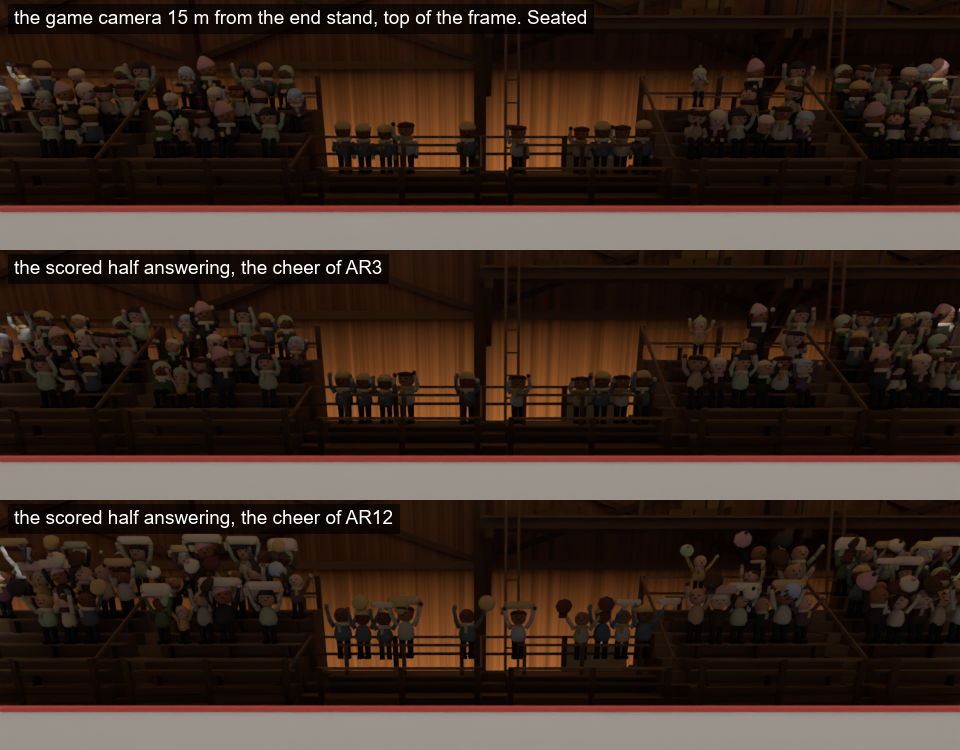 the game camera 15 m from the end stand, top of the frame. Seated
the scored half answering, the cheer of AR3
the scored half answering, the cheer of AR12